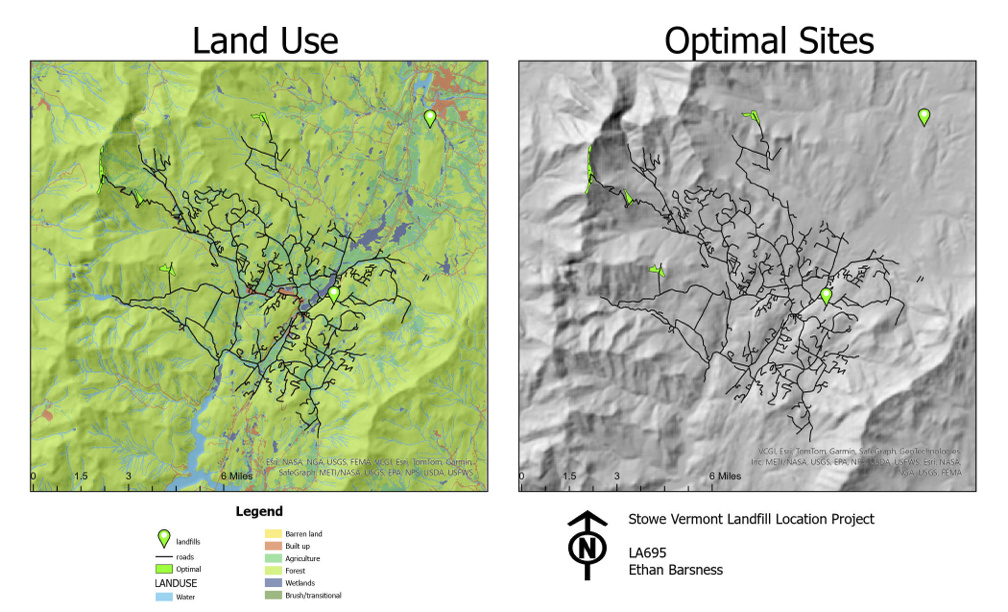 Land Use
Optimal Sites
Esri, NASA, NGA, USGS, FEMA, VCGI, Esri, TomTom, Garmin,
SafeGraph, METI/NASA, USGS, EPA, NPS, USDA, USFWS
0 1.5 3 6 Miles
VCGI, Esri, TomTom, Garmin, SafeGraph, GeoTechnologies,
Inc, METI/NASA, USGS, EPA, NPS, USDA, USFWS, Esri, NASA,
NGA, USGS, FEMA
0 1.5 3 6 Miles
Legend
landfills
roads
Optimal
LANDUSE
Water
Barren land
Built up
Agriculture
Forest
Wetlands
Brush/transitional
N
Stowe Vermont Landfill Location Project
LA695
Ethan Barsness